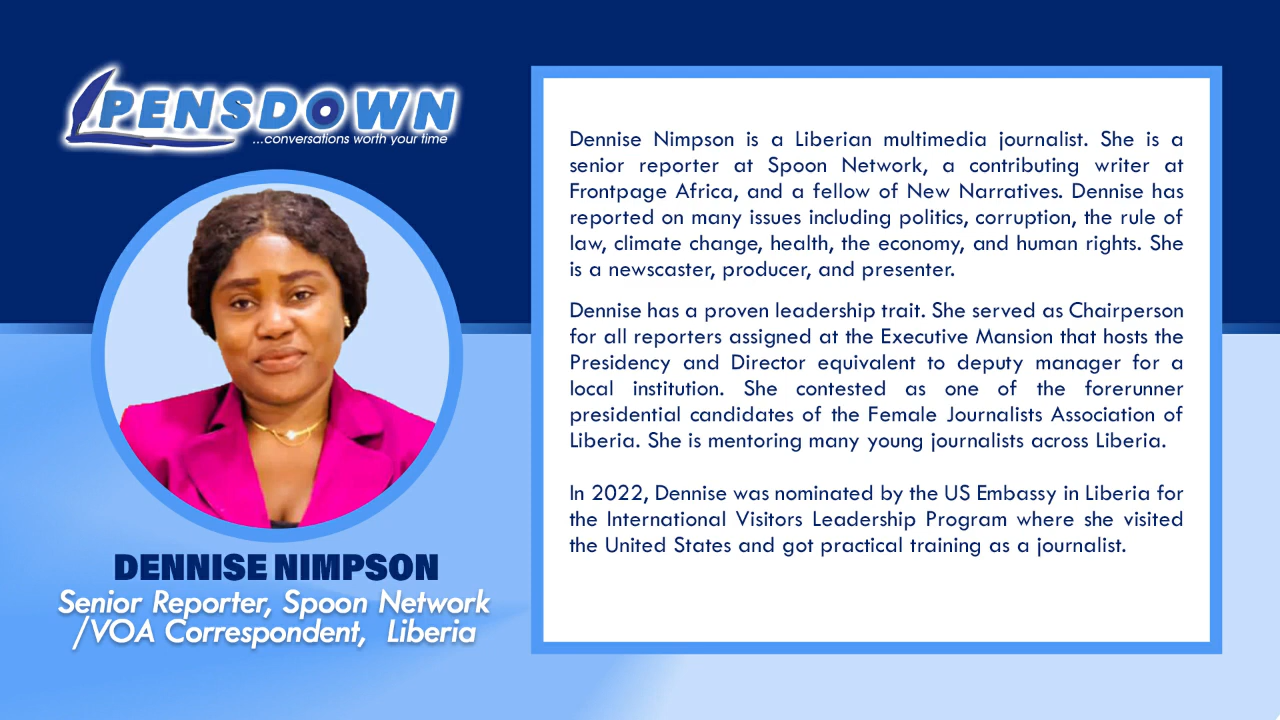 PENSDOWN
...conversations worth your time
DENNISE NIMPSON
Senior Reporter, Spoon Network
/VOA Correspondent, Liberia
Dennise Nimpson is a Liberian multimedia journalist. She is a
senior reporter at Spoon Network, a contributing writer at
Frontpage Africa, and a fellow of New Narratives. Dennise has
reported on many issues including politics, corruption, the rule of
law, climate change, health, the economy, and human rights. She
is a newscaster, producer, and presenter.
Dennise has a proven leadership trait. She served as Chairperson
for all reporters assigned at the Executive Mansion that hosts the
Presidency and Director equivalent to deputy manager for a
local institution. She contested as one of the forerunner
presidential candidates of the Female Journalists Association of
Liberia. She is mentoring many young journalists across Liberia.
In 2022, Dennise was nominated by the US Embassy in Liberia for
the International Visitors Leadership Program where she visited
the United States and got practical training as a journalist.